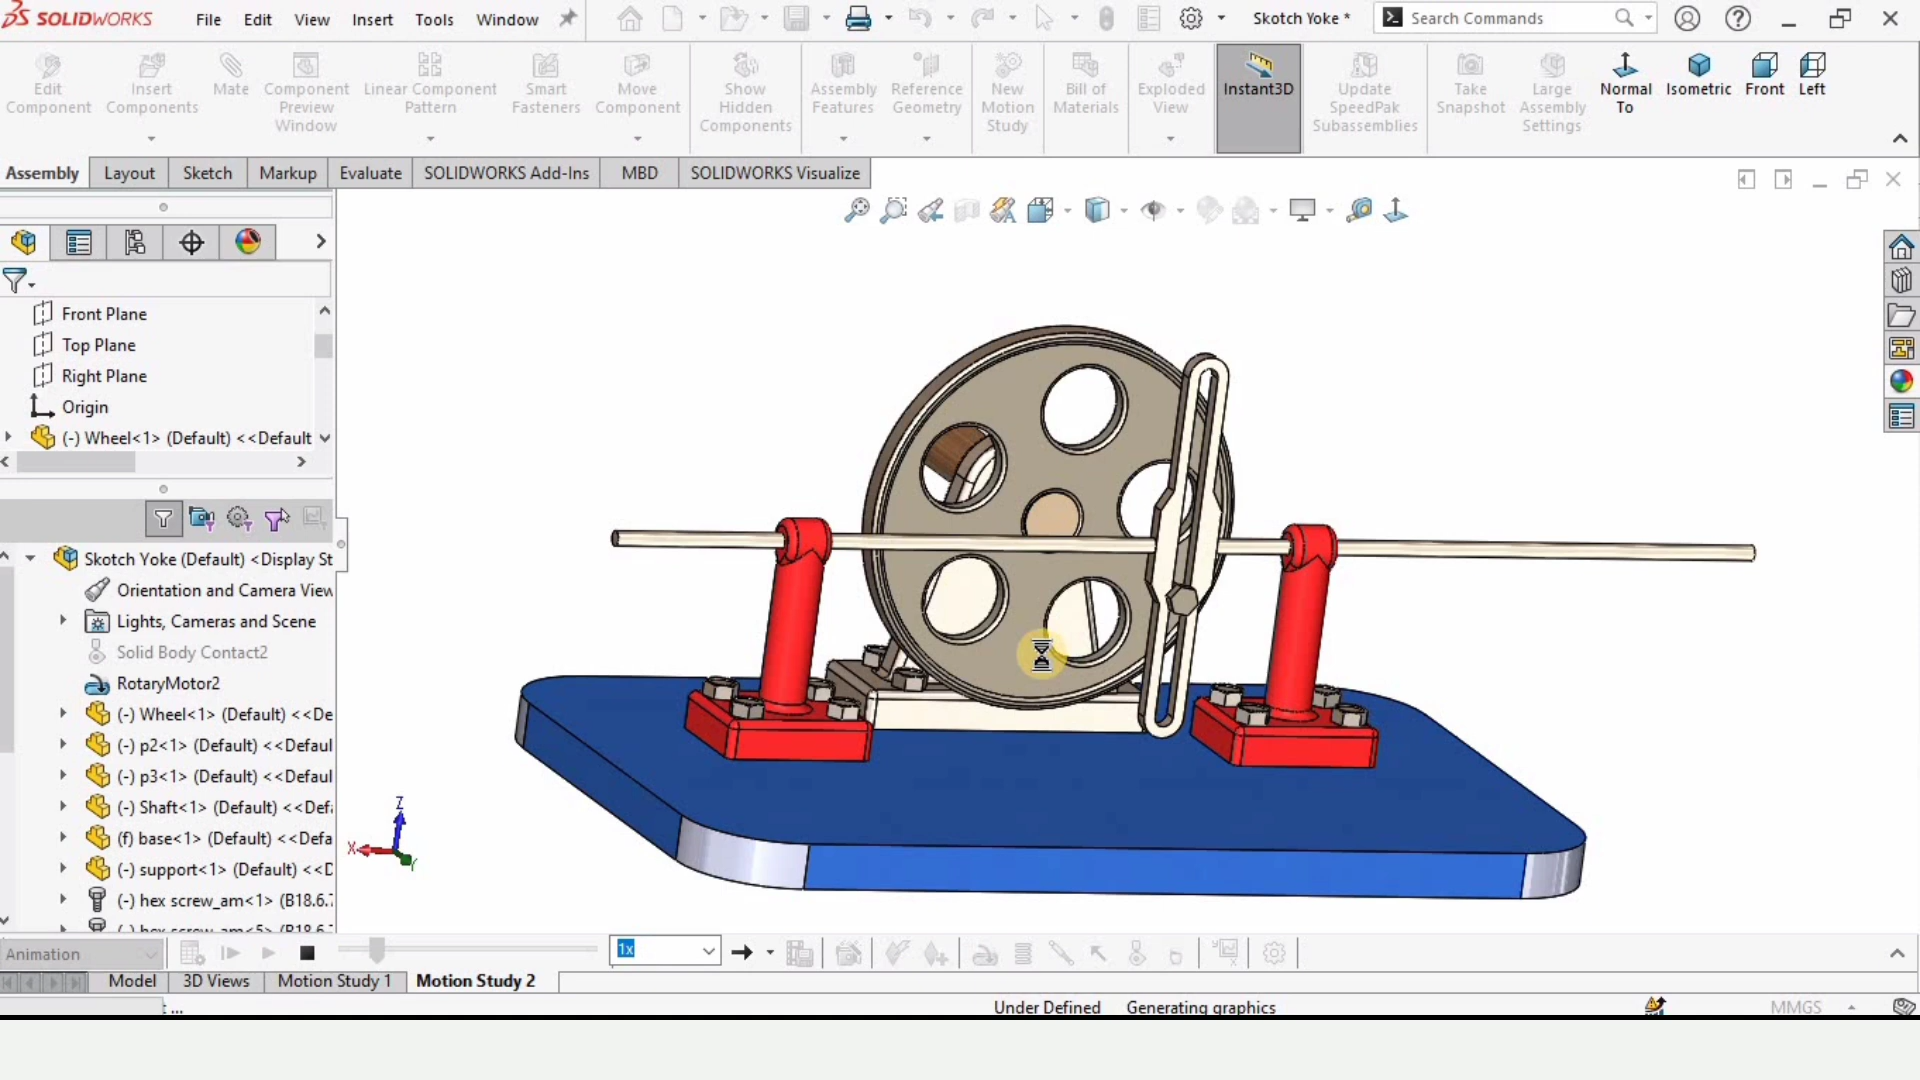 SOLIDWORKS File Edit View Insert Tools Window Skotch Yoke * Search Commands
Edit Component
Insert Components
Mate
Component Preview Window
Linear Component Pattern
Smart Fasteners
Move Component
Show Hidden Components
Assembly Features
Reference Geometry
New Motion Study
Bill of Materials
Exploded View
Instant3D
Update SpeedPak Subassemblies
Take Snapshot
Large Assembly Settings
Normal To
Isometric
Front
Left
Assembly Layout Sketch Markup Evaluate SOLIDWORKS Add-Ins MBD SOLIDWORKS Visualize
Front Plane
Top Plane
Right Plane
Origin
(-) Wheel<1> (Default) <<Default
Skotch Yoke (Default) <Display St
Orientation and Camera View
Lights, Cameras and Scene
Solid Body Contact2
RotaryMotor2
(-) Wheel<1> (Default) <<De
(-) p2<1> (Default) <<Defaul
(-) p3<1> (Default) <<Defaul
(-) Shaft<1> (Default) <<Def
(f) base<1> (Default) <<Defa
(-) support<1> (Default) <<D
(-) hex screw_am<1> (B18.6.7
(-) hex screw_am<5> (B18.6
Z
X
Y
Animation 1x
Model 3D Views Motion Study 1 Motion Study 2
: ... Under Defined Generating graphics MMGS